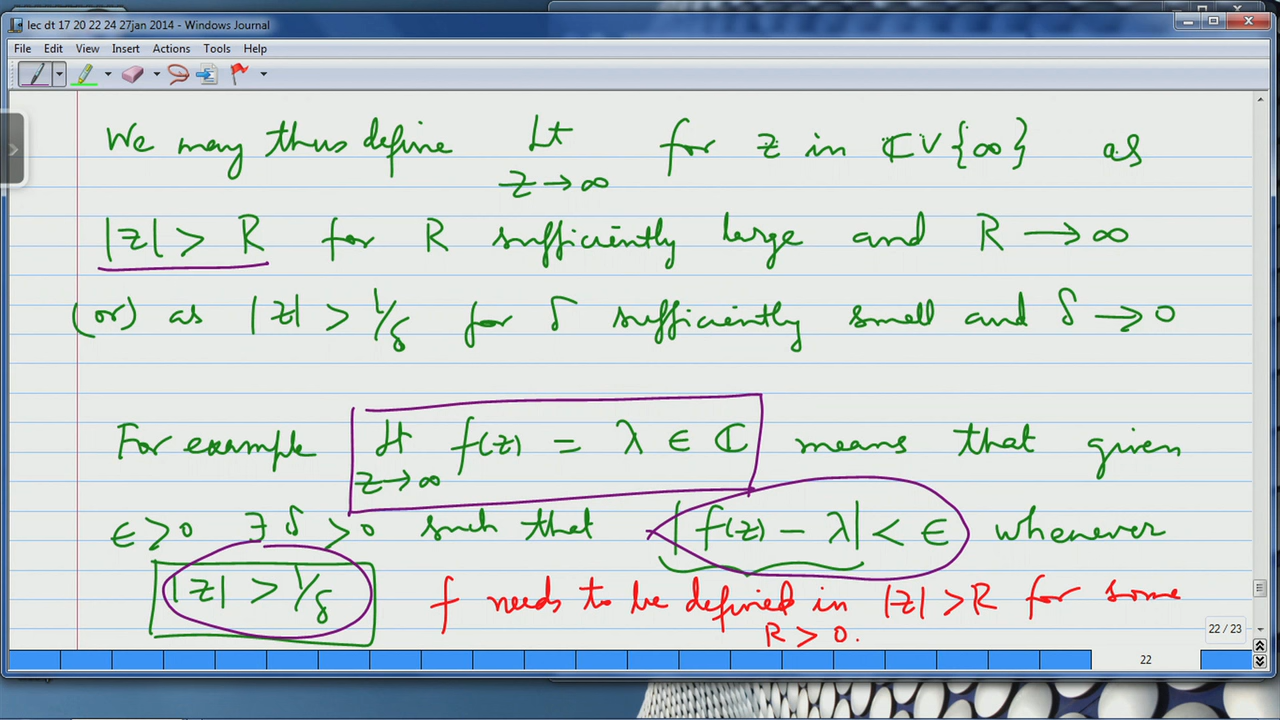 lec dt 17 20 22 24 27jan 2014 - Windows Journal
File Edit View Insert Actions Tools Help
We may thus define Lt z→∞ for z in ℂ∪{∞} as
|z| > R for R sufficiently large and R → ∞
(or) as |z| > 1/δ for δ sufficiently small and δ → 0
For example Lt z→∞ f(z) = λ ∈ ℂ means that given
∈ > 0 ∃ δ > 0 such that |f(z) - λ| < ∈ whenever
|z| > 1/δ f needs to be defined in |z| > R for some
R > 0.
22 / 23
22